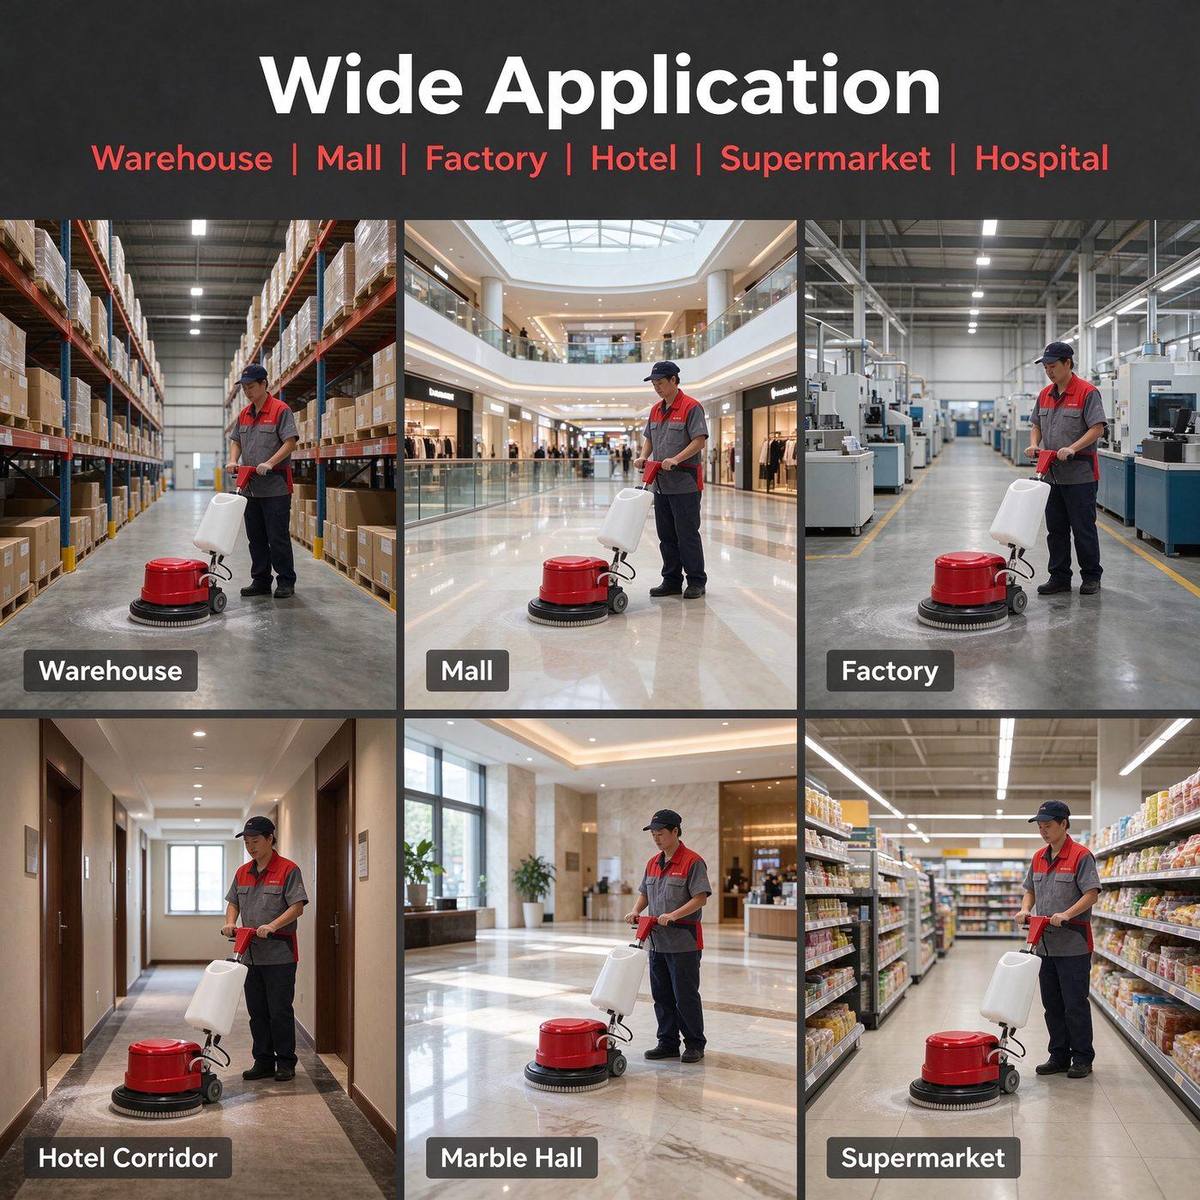 Wide Application
Warehouse | Mall | Factory | Hotel | Supermarket | Hospital
Warehouse
Mall
Factory
Hotel Corridor
Marble Hall
Supermarket